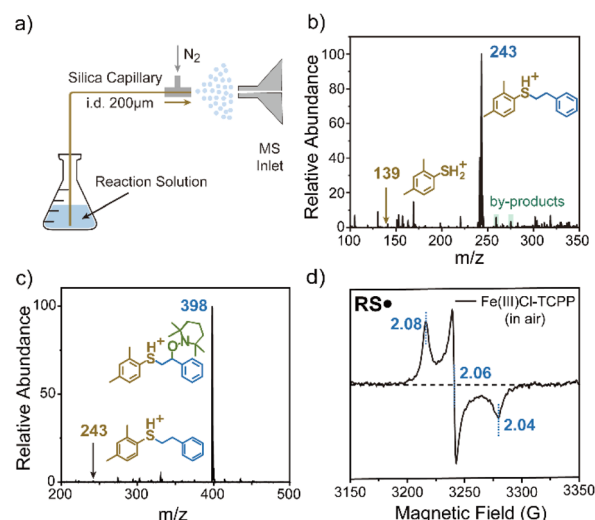 a)
N2
Silica Capillary
i.d. 200μm
MS
Inlet
Reaction Solution
b)
Relative Abundance
100
80
60
40
20
0
243
H+
S
139
SH2+
by-products
100 150 200 250 300 350
m/z
c)
Relative Abundance
100
50
0
398
H+
S
O
N
243
H+
S
200 300 400 500
m/z
d)
RS•
Fe(III)Cl-TCPP
(in air)
2.08
2.06
2.04
3150 3200 3250 3300 3350
Magnetic Field (G)